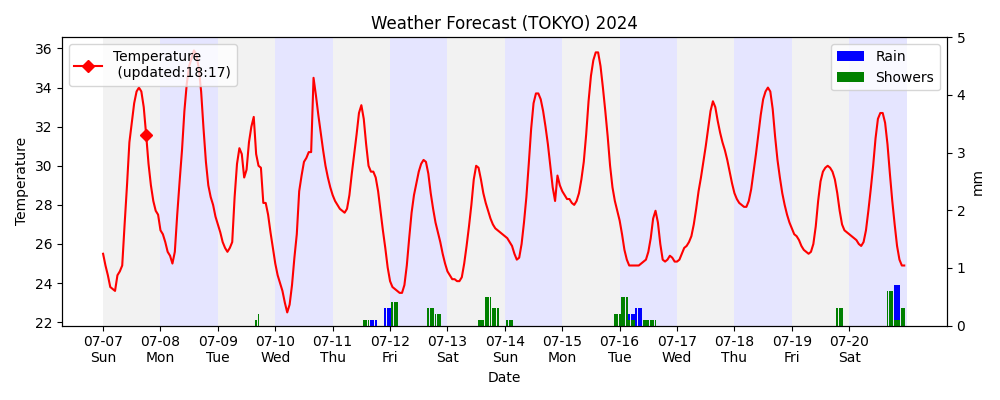 Weather Forecast (TOKYO) 2024
Temperature
(updated:18:17)
Rain
Showers
Temperature
36
34
32
30
28
26
24
22
5
4
3
2
1
0
mm
07-07 07-08 07-09 07-10 07-11 07-12 07-13 07-14 07-15 07-16 07-17 07-18 07-19 07-20
Sun Mon Tue Wed Thu Fri Sat Sun Mon Tue Wed Thu Fri Sat
Date